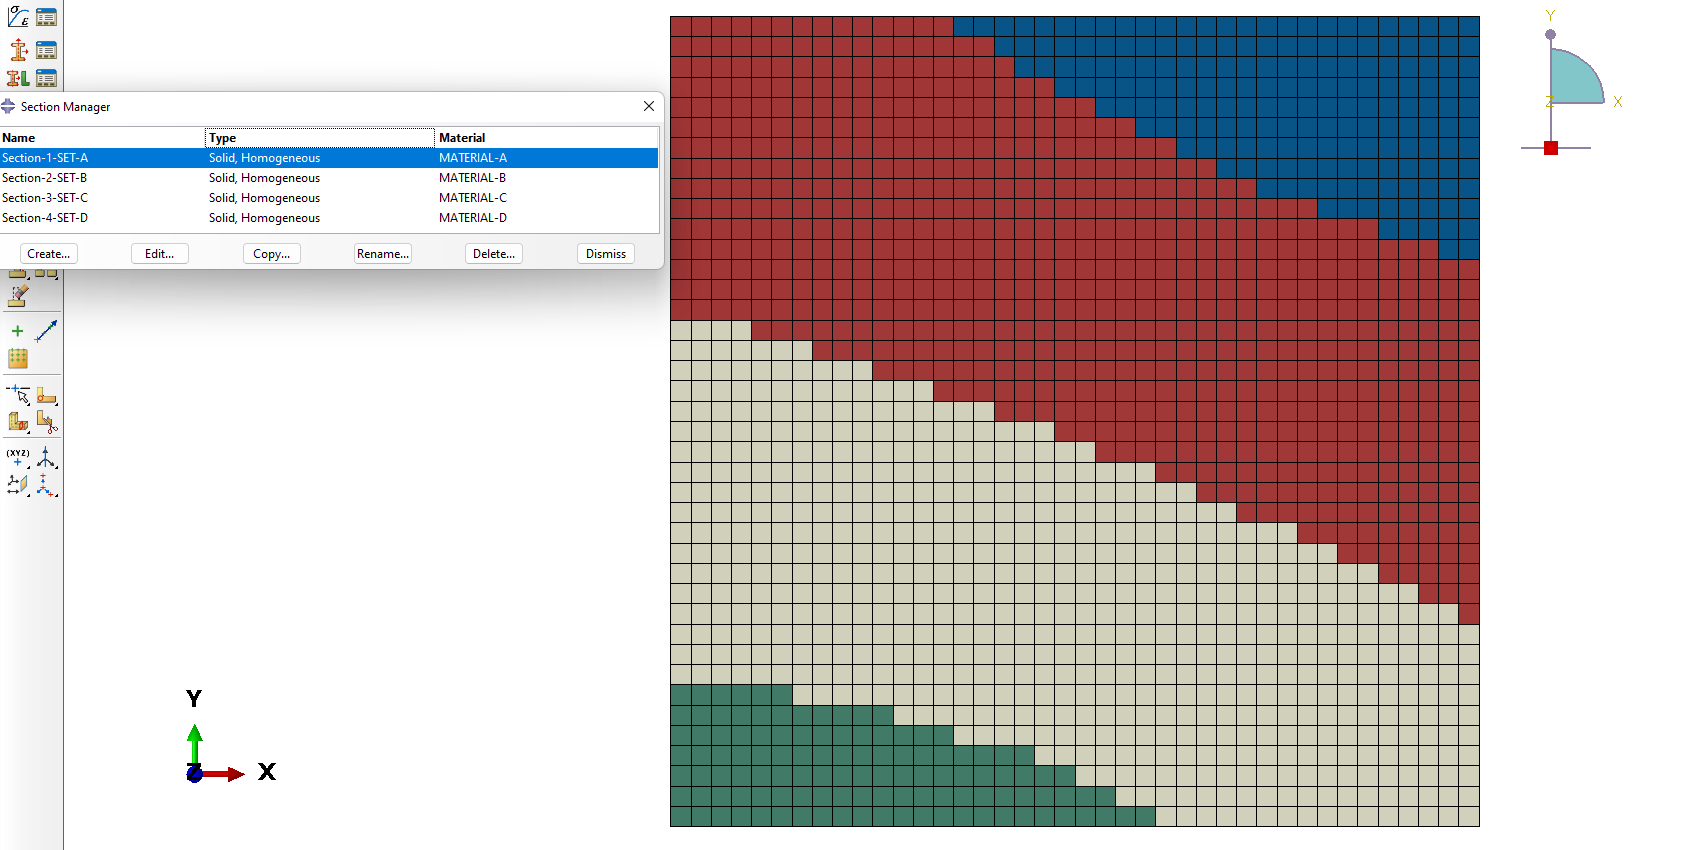 σ/ε
Section Manager
Name Type Material
Section-1-SET-A Solid, Homogeneous MATERIAL-A
Section-2-SET-B Solid, Homogeneous MATERIAL-B
Section-3-SET-C Solid, Homogeneous MATERIAL-C
Section-4-SET-D Solid, Homogeneous MATERIAL-D
Create... Edit... Copy... Rename... Delete... Dismiss
(XYZ)
Y
Z X
Y
Z X